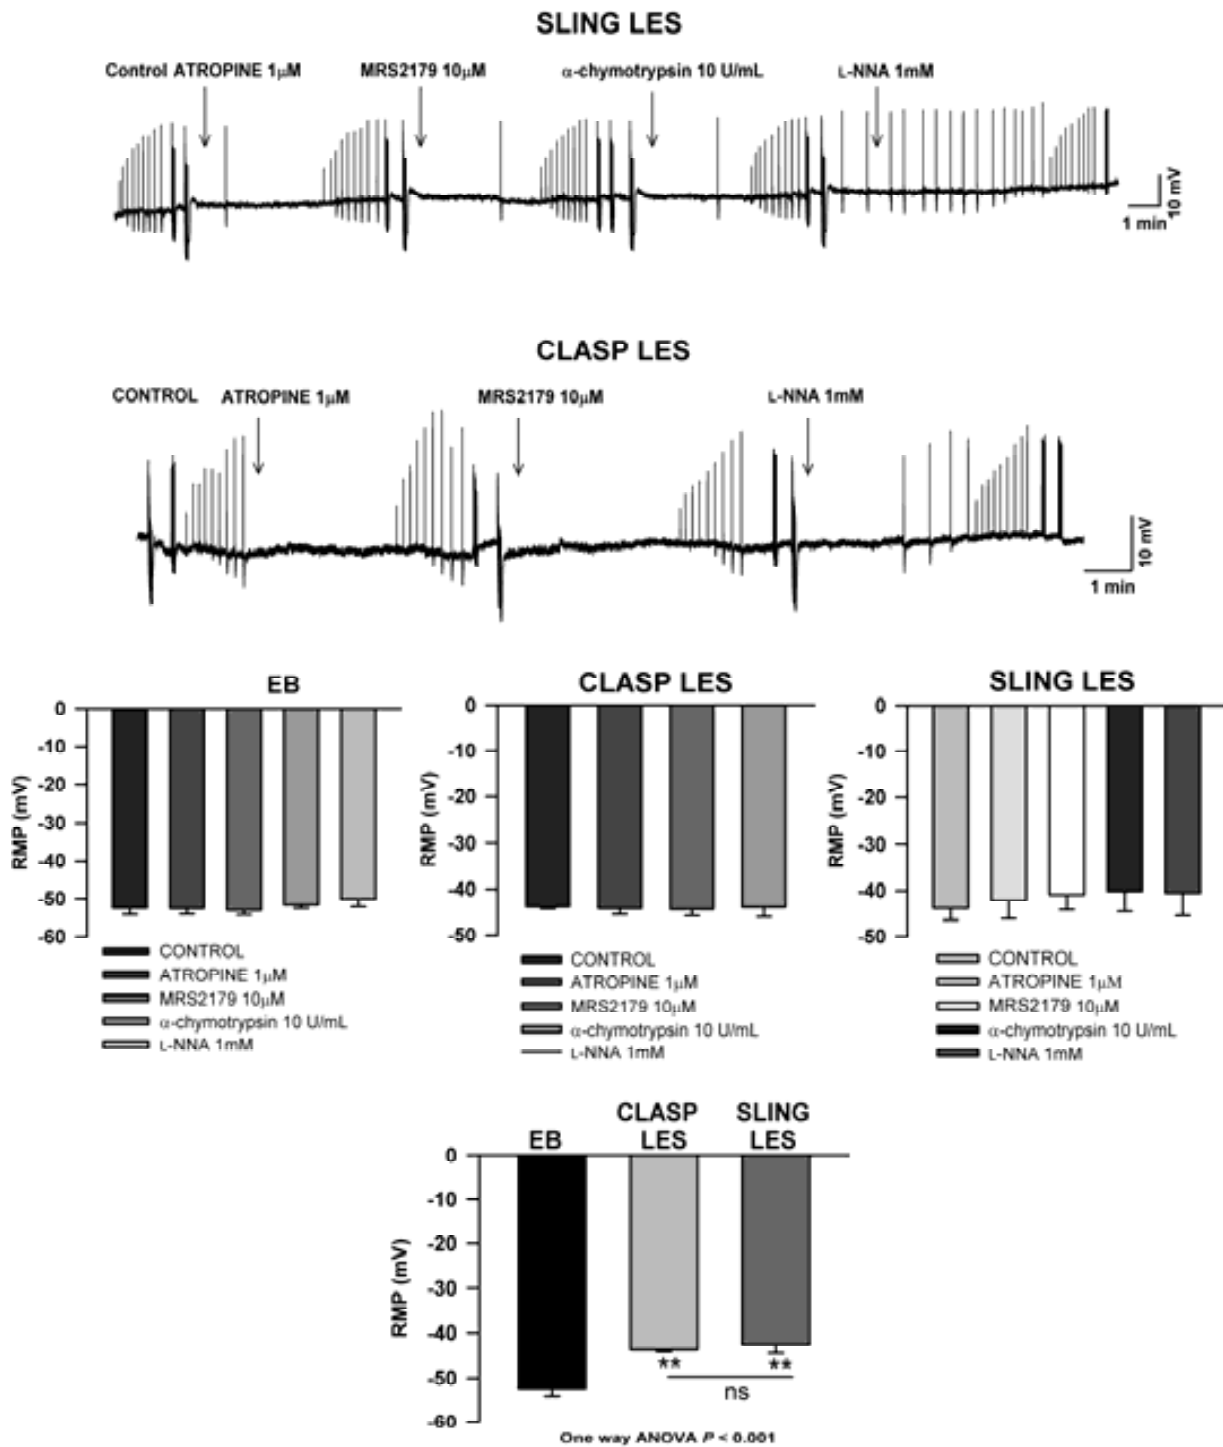 SLING LES
Control ATROPINE 1μM MRS2179 10μM α-chymotrypsin 10 U/mL L-NNA 1mM
10 mV
1 min
CLASP LES
CONTROL ATROPINE 1μM MRS2179 10μM L-NNA 1mM
10 mV
1 min
EB
RMP (mV)
0
-10
-20
-30
-40
-50
-60
CONTROL
ATROPINE 1μM
MRS2179 10μM
α-chymotrypsin 10 U/mL
L-NNA 1mM
CLASP LES
RMP (mV)
0
-10
-20
-30
-40
-50
CONTROL
ATROPINE 1μM
MRS2179 10μM
α-chymotrypsin 10 U/mL
L-NNA 1mM
SLING LES
RMP (mV)
0
-10
-20
-30
-40
-50
CONTROL
ATROPINE 1μM
MRS2179 10μM
α-chymotrypsin 10 U/mL
L-NNA 1mM
EB
CLASP
LES
SLING
LES
RMP (mV)
0
-10
-20
-30
-40
-50
-60
** **
ns
One way ANOVA P < 0.001